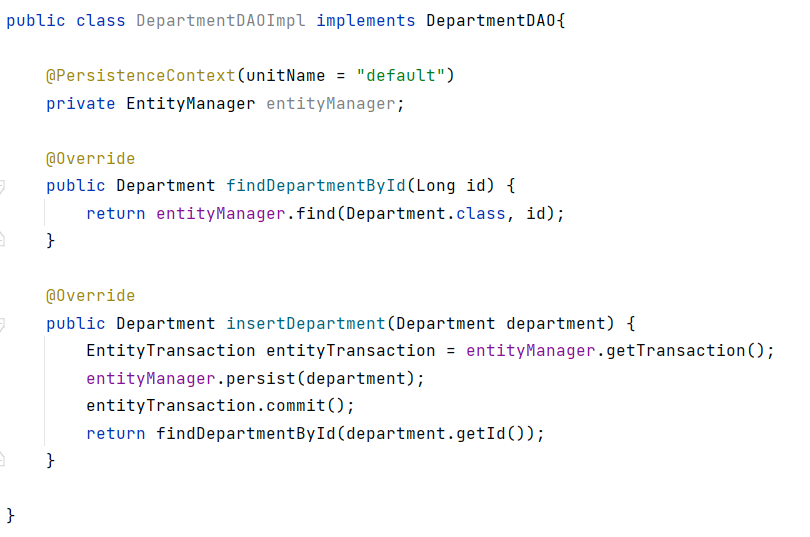 public class DepartmentDAOImpl implements DepartmentDAO{
@PersistenceContext(unitName = "default")
private EntityManager entityManager;
@Override
public Department findDepartmentById(Long id) {
return entityManager.find(Department.class, id);
}
@Override
public Department insertDepartment(Department department) {
EntityTransaction entityTransaction = entityManager.getTransaction();
entityManager.persist(department);
entityTransaction.commit();
return findDepartmentById(department.getId());
}
}